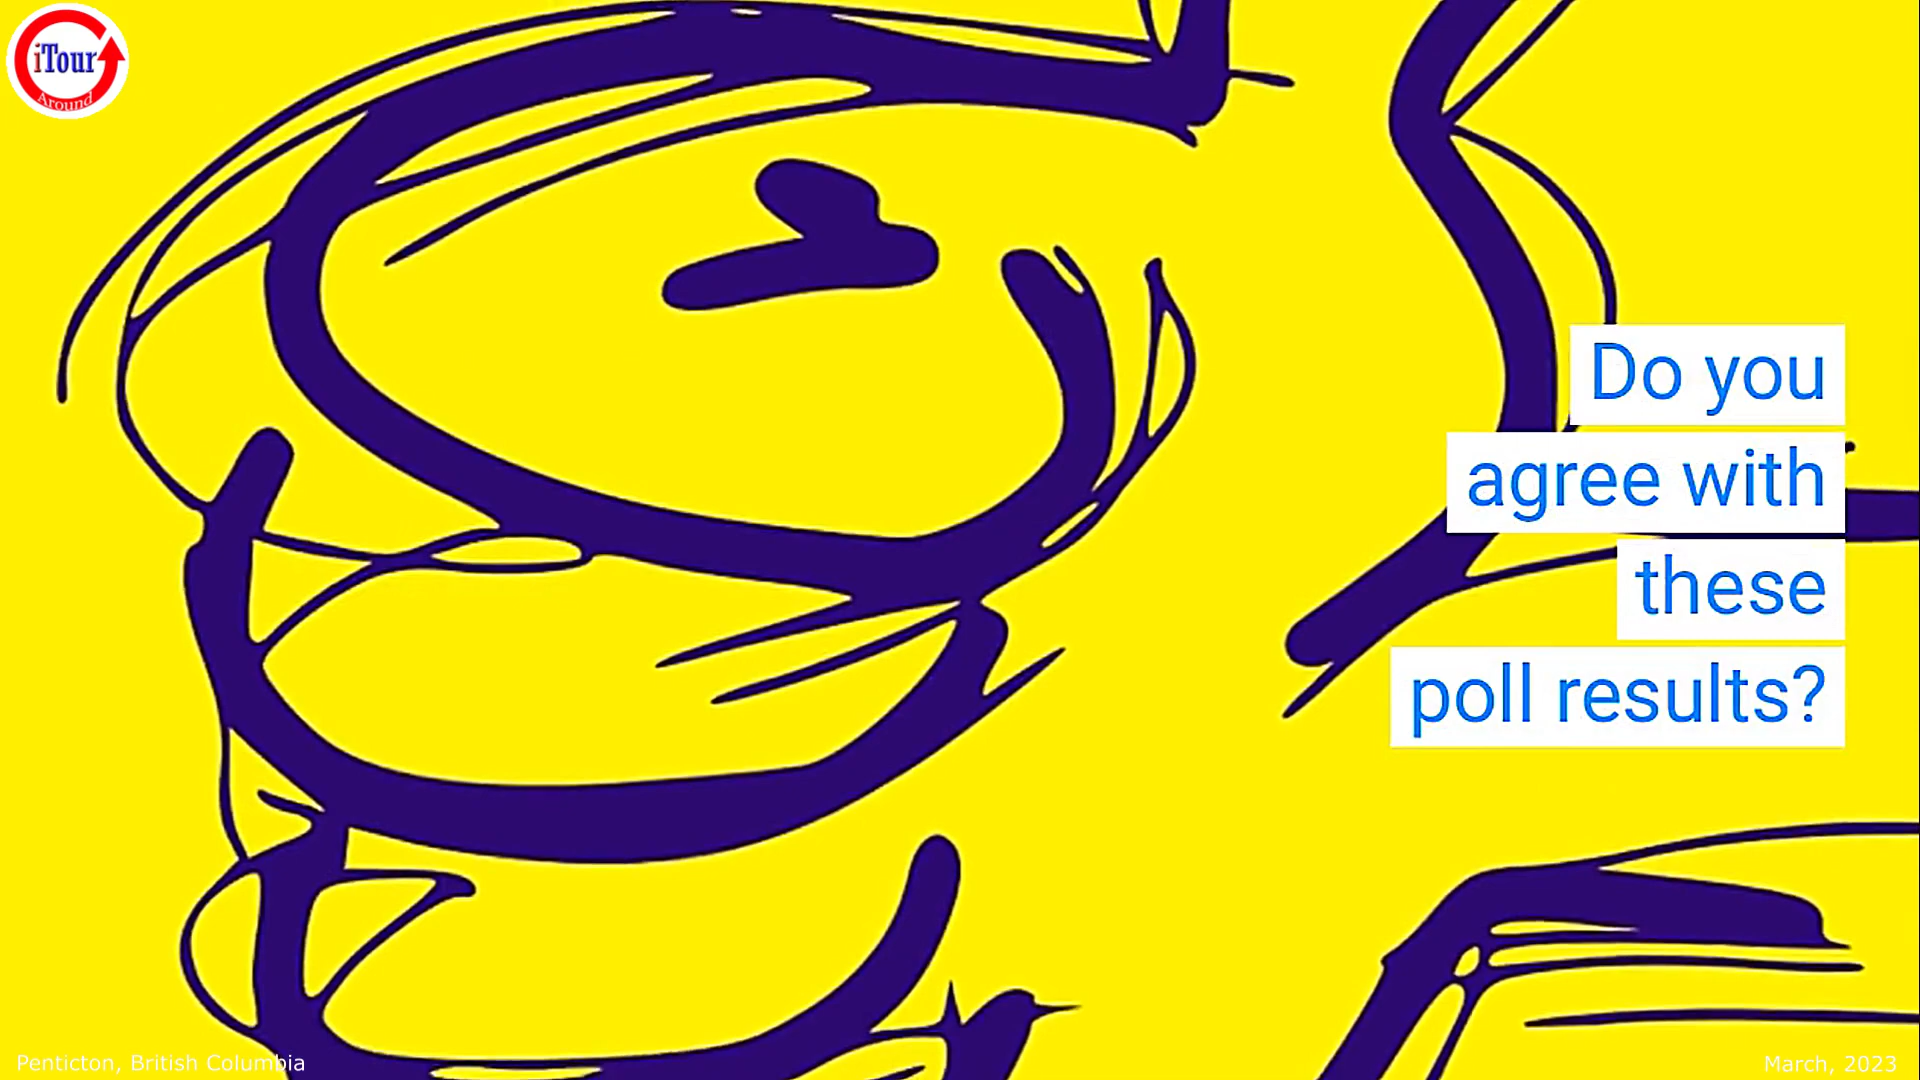 iTour
Around
Do you
agree with
these
poll results?
Penticton, British Columbia
March, 2023